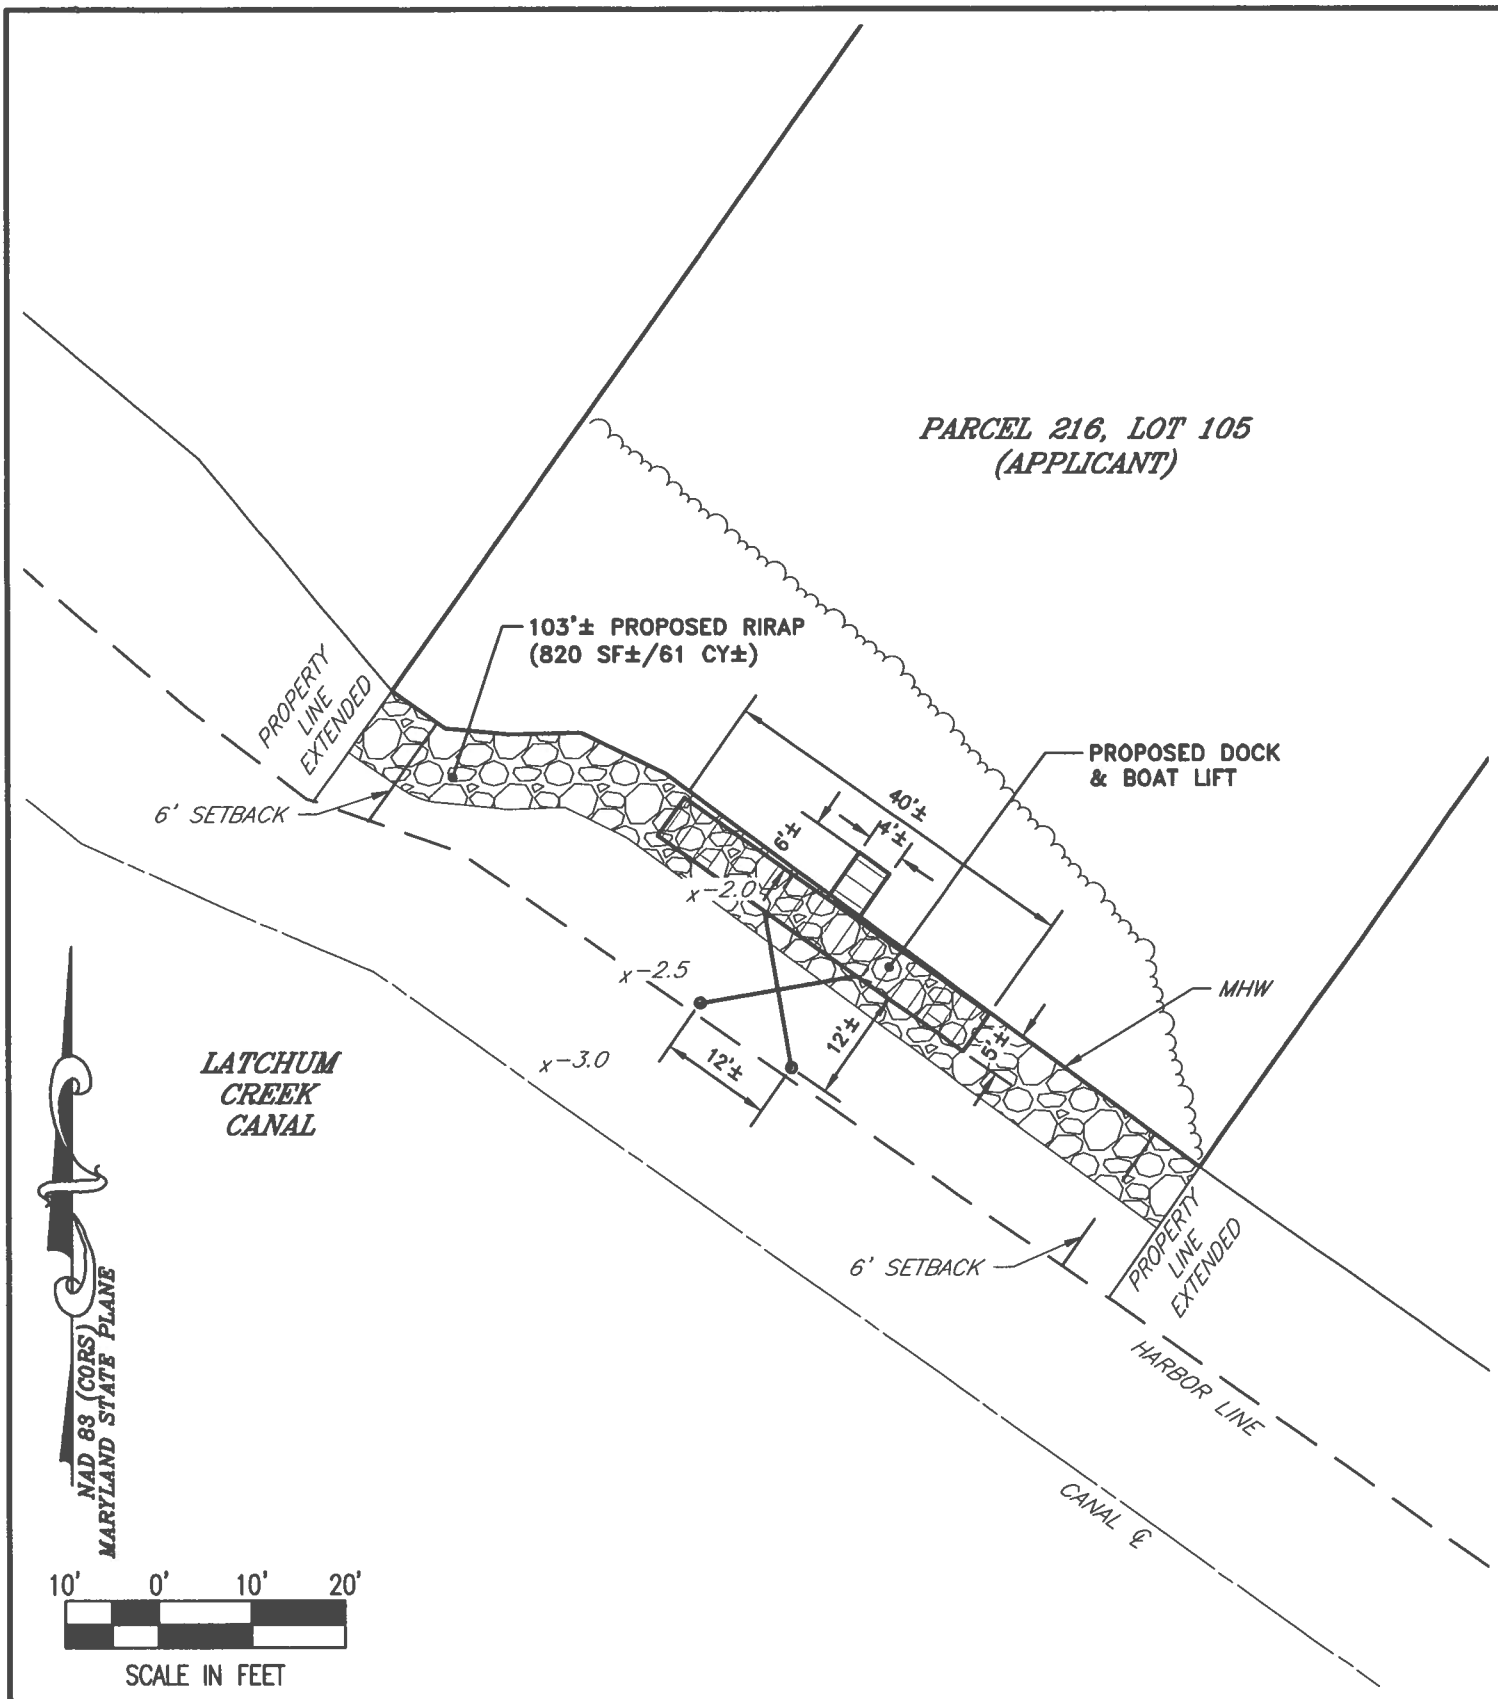 PARCEL 216, LOT 105
(APPLICANT)
103'± PROPOSED RIRAP
(820 SF±/61 CY±)
PROPERTY
LINE
EXTENDED
6' SETBACK
PROPOSED DOCK
& BOAT LIFT
40'±
4'±
6'±
x-2.0
x-2.5
x-3.0
12'±
12'±
5'±
MHW
LATCHUM
CREEK
CANAL
6' SETBACK
PROPERTY
LINE
EXTENDED
HARBOR LINE
CANAL ℄
NAD 83 (CORS)
MARYLAND STATE PLANE
10' 0' 10' 20'
SCALE IN FEET